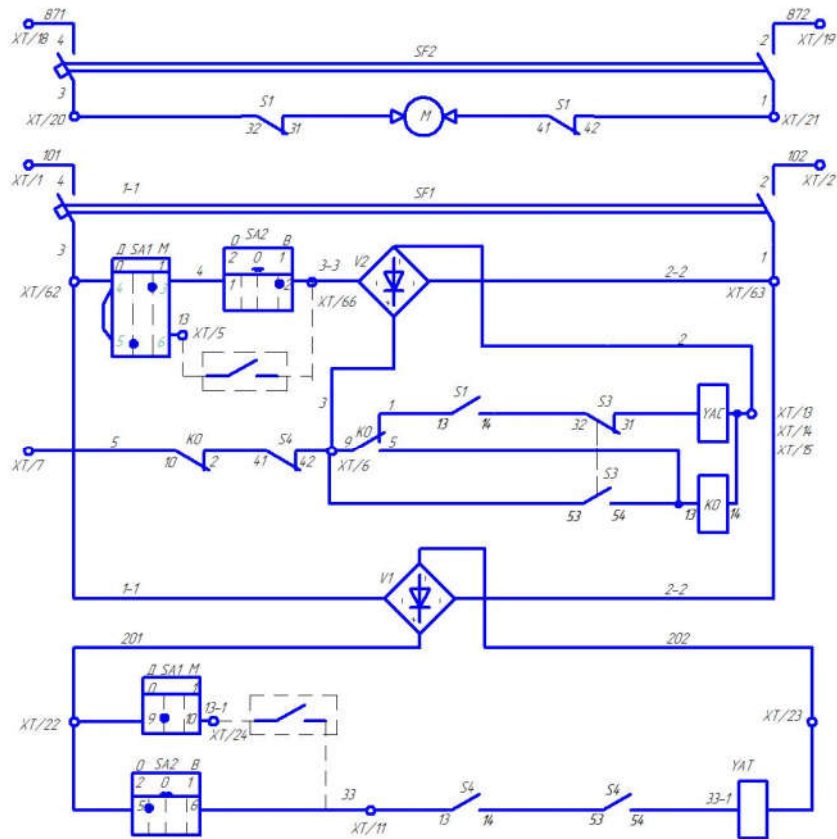 871
872
XT/18
4
SF2
2
XT/19
3
S1
S1
1
XT/20
32
31
M
41
42
XT/21
101
102
XT/1
4
1-1
SF1
2
XT/2
3
Д SA1 M
O SA2 B
1
0 1
2 0 1
4
3-3
V2
2-2
4 3
1 2
XT/62
XT/66
XT/63
13
XT/5
5 6
2
3
1
S1
S3
YAC
XT/13
13
14
32
31
XT/14
5
KO
S4
9
KO
5
XT/15
XT/7
10
2
41
42
XT/6
S3
53
54
13
KO
14
1-1
V1
2-2
201
202
Д SA1 M
0 1
13-1
XT/22
9 10
XT/24
XT/23
O SA2 B
2 0 1
S4
S4
YAT
5 6
33
13
14
53
54
33-1
XT/11